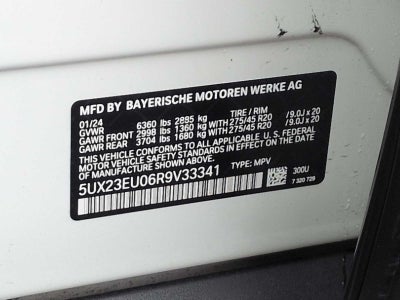 MFD BY BAYERISCHE MOTOREN WERKE AG
01/24 TIRE / RIM
GVWR 6360 lbs 2885 kg
GAWR FRONT 2998 lbs 1360 kg WITH 275/45 R20 / 9.0J x 20
GAWR REAR 3704 lbs 1680 kg WITH 275/45 R20 / 9.0J x 20
THIS VEHICLE CONFORMS TO ALL APPLICABLE U.S. FEDERAL
MOTOR VEHICLE SAFETY STANDARDS IN EFFECT ON THE DATE
OF MANUFACTURE SHOWN ABOVE.
5UX23EU06R9V33341 TYPE: MPV
300U
7 320 729